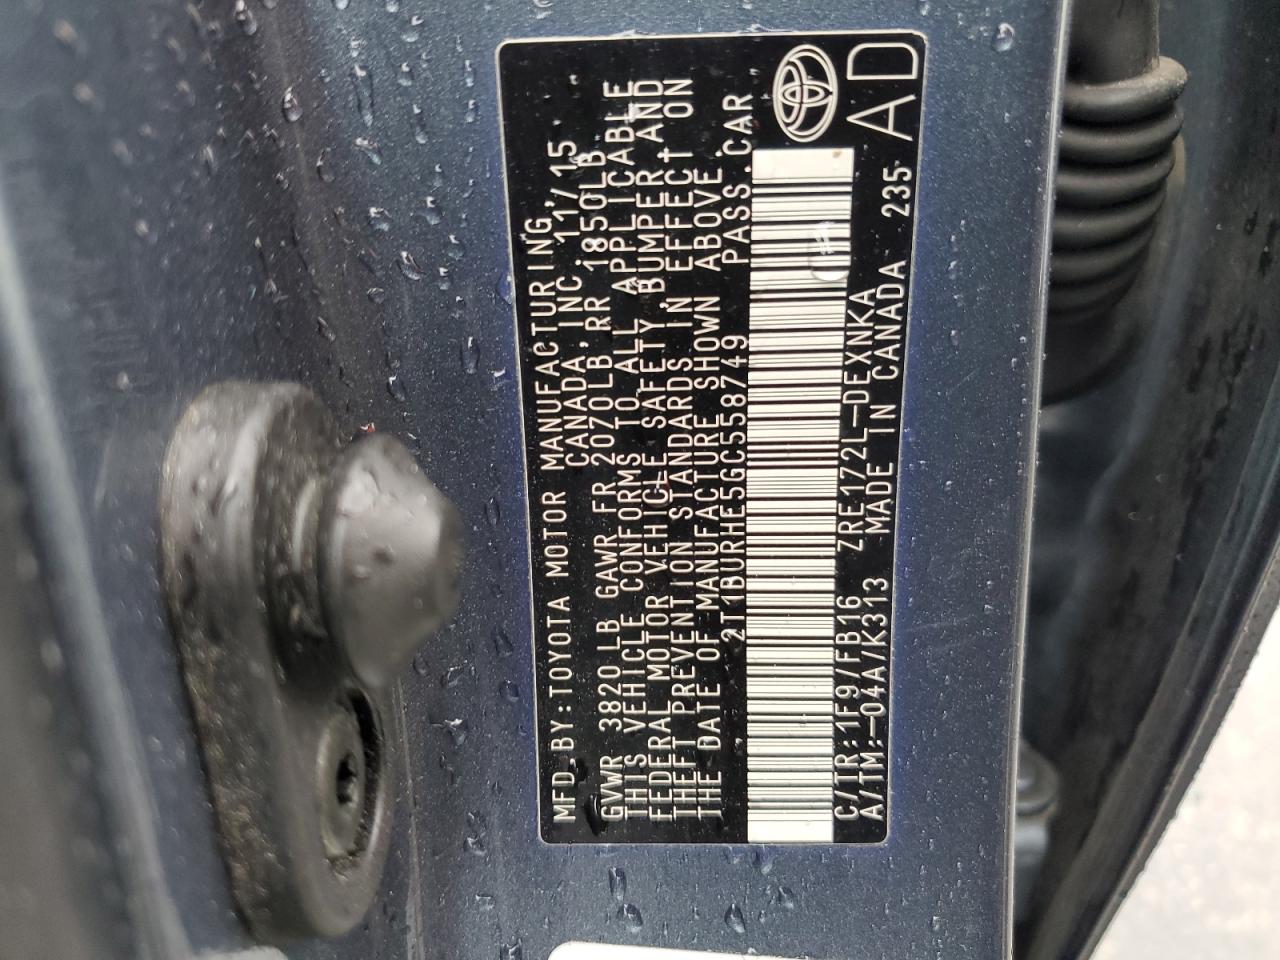 MFD.BY:TOYOTA MOTOR MANUFACTURING,
CANADA,INC. 11/15
GVWR 3820 LB GAWR FR 2070LB.RR 1850LB
THIS VEHICLE CONFORMS TO ALL APPLICABLE
FEDERAL MOTOR VEHICLE SAFETY,BUMPER,AND
THEFT PREVENTION STANDARDS IN EFFECT ON
THE DATE OF MANUFACTURE SHOWN ABOVE.
2T1BURHE5GC558749 PASS.CAR
C/TR:1F9/FB16 ZRE172L-DEXNKA
A/TM:-04A/K313 MADE IN CANADA 235
AD